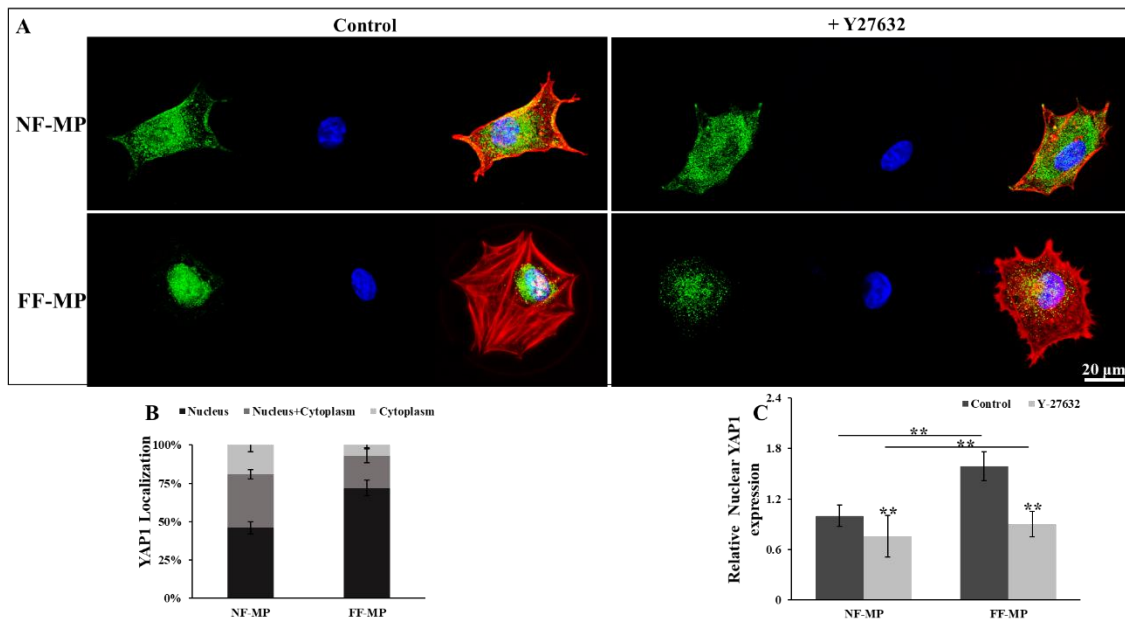 A
Control
+ Y27632
NF-MP
FF-MP
20 µm
B
Nucleus Nucleus+Cytoplasm Cytoplasm
YAP1 Localization
100%
75%
50%
25%
0%
NF-MP FF-MP
C
Control Y-27632
Relative Nuclear YAP1
expression
2.4
1.8
1.2
0.6
0
**
**
**
**
NF-MP FF-MP